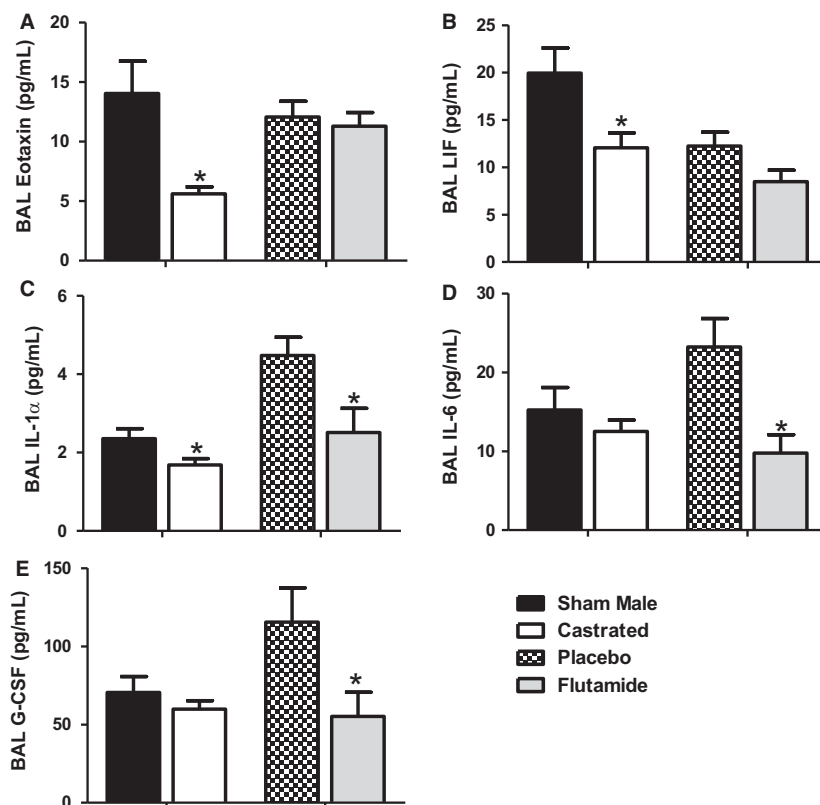 A
BAL Eotaxin (pg/mL)
20
15
10
5
0
*
B
BAL LIF (pg/mL)
25
20
15
10
5
0
*
C
BAL IL-1α (pg/mL)
6
4
2
0
*
*
D
BAL IL-6 (pg/mL)
30
20
10
0
*
E
BAL G-CSF (pg/mL)
150
100
50
0
*
Sham Male
Castrated
Placebo
Flutamide